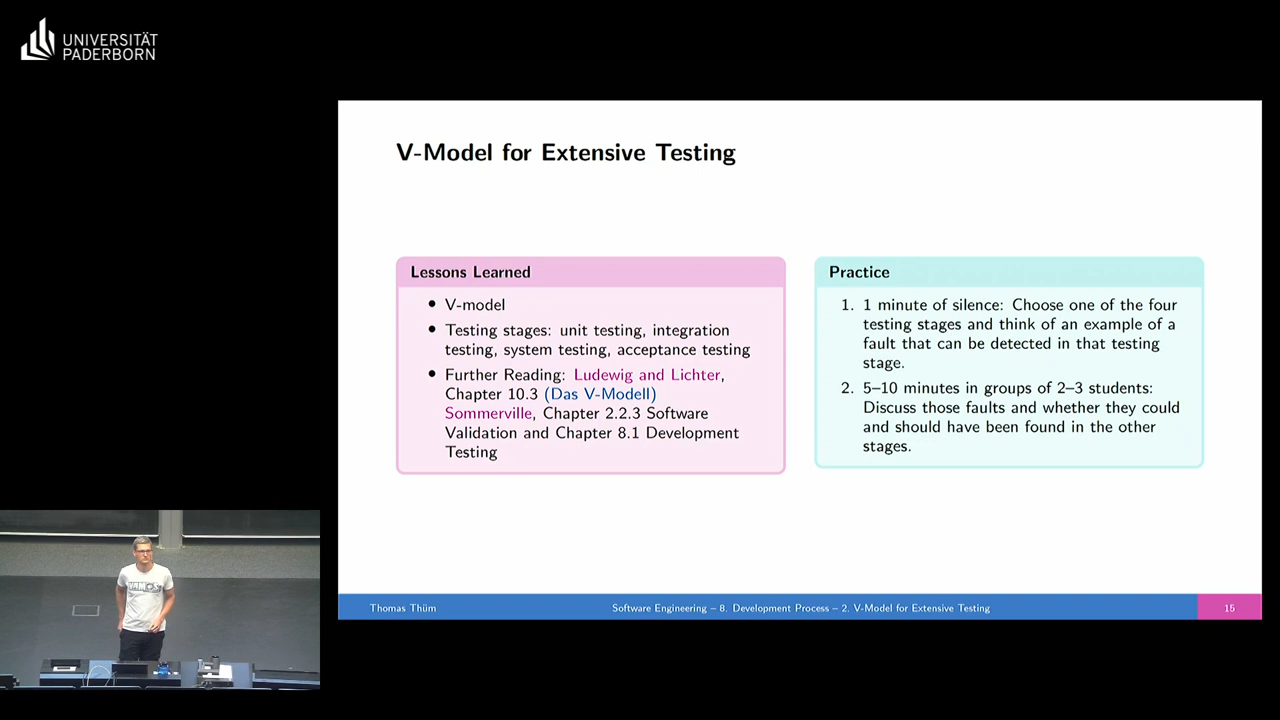 UNIVERSITÄT
PADERBORN
V-Model for Extensive Testing
Lessons Learned
• V-model
• Testing stages: unit testing, integration
testing, system testing, acceptance testing
• Further Reading: Ludewig and Lichter,
Chapter 10.3 (Das V-Modell)
Sommerville, Chapter 2.2.3 Software
Validation and Chapter 8.1 Development
Testing
Practice
1. 1 minute of silence: Choose one of the four
testing stages and think of an example of a
fault that can be detected in that testing
stage.
2. 5–10 minutes in groups of 2–3 students:
Discuss those faults and whether they could
and should have been found in the other
stages.
Thomas Thüm
Software Engineering – 8. Development Process – 2. V-Model for Extensive Testing
15